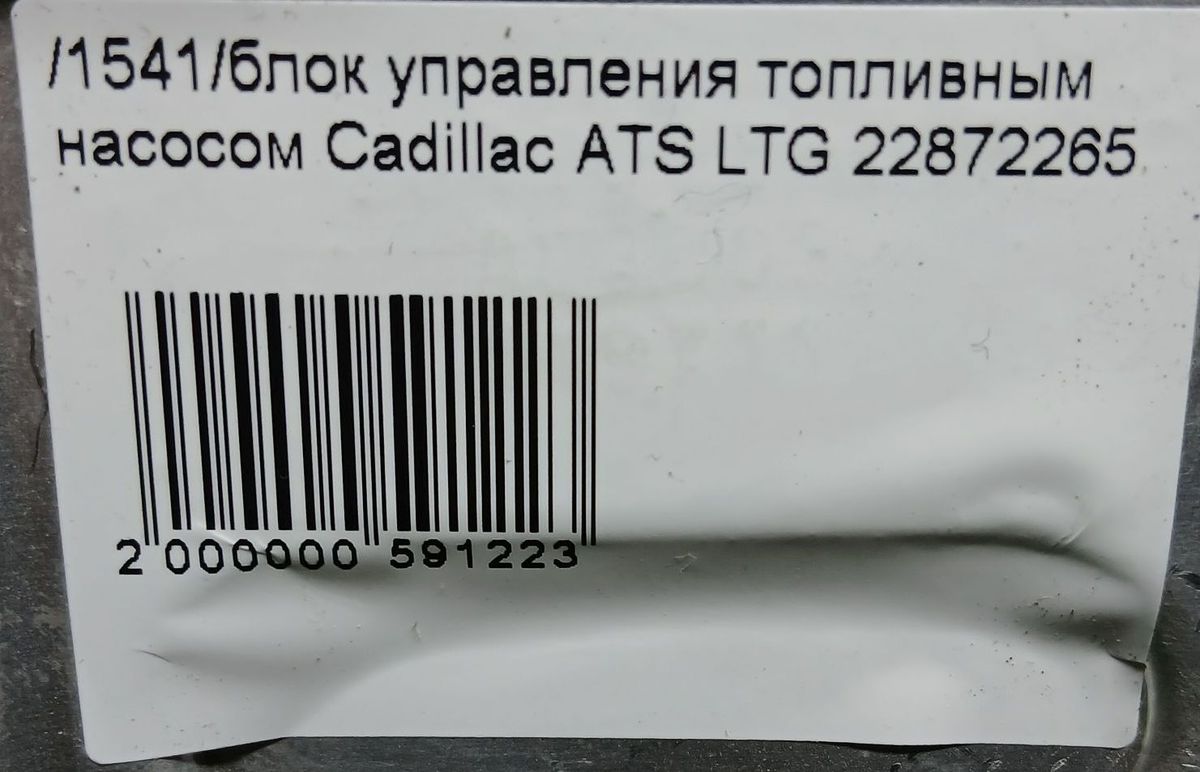 /1541/блок управления топливным
насосом Cadillac ATS LTG 22872265
2 000000 591223